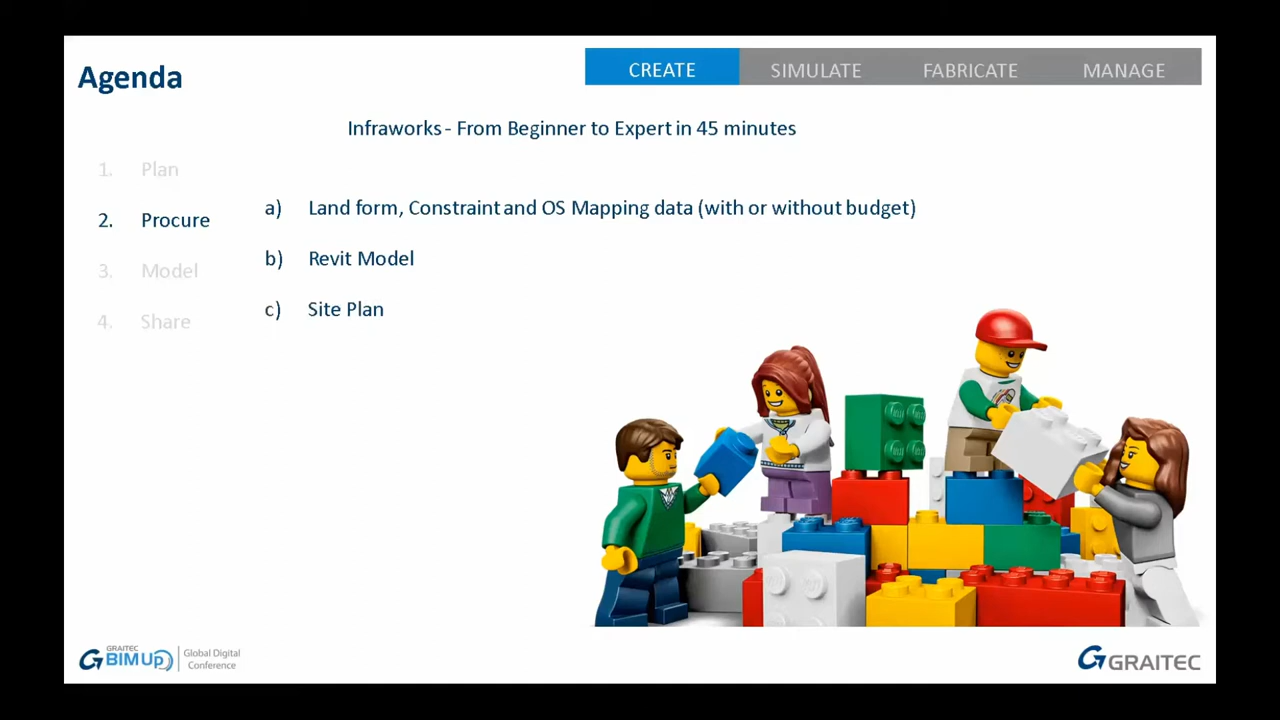 Agenda
CREATE SIMULATE FABRICATE MANAGE
Infraworks - From Beginner to Expert in 45 minutes
1. Plan
2. Procure
3. Model
4. Share
a) Land form, Constraint and OS Mapping data (with or without budget)
b) Revit Model
c) Site Plan
GRAITEC
BIM UP
Global Digital
Conference
GRAITEC